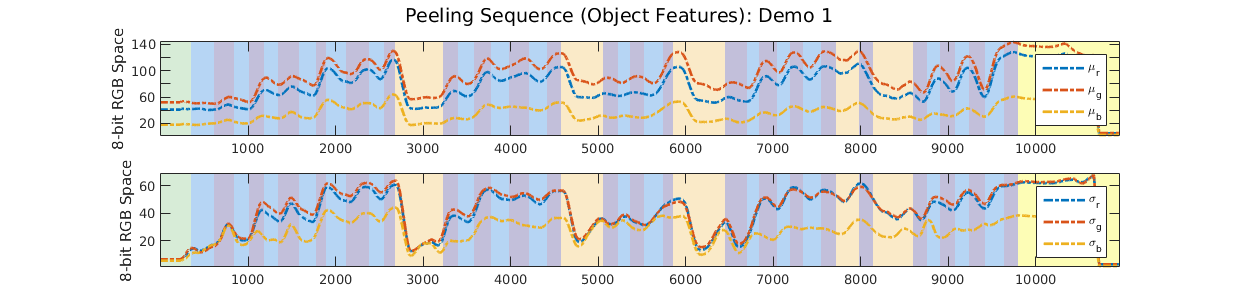 Peeling Sequence (Object Features): Demo 1
8-bit RGB Space
140
100
60
20
1000 2000 3000 4000 5000 6000 7000 8000 9000 10000
μr
μg
μb
8-bit RGB Space
60
40
20
1000 2000 3000 4000 5000 6000 7000 8000 9000 10000
σr
σg
σb